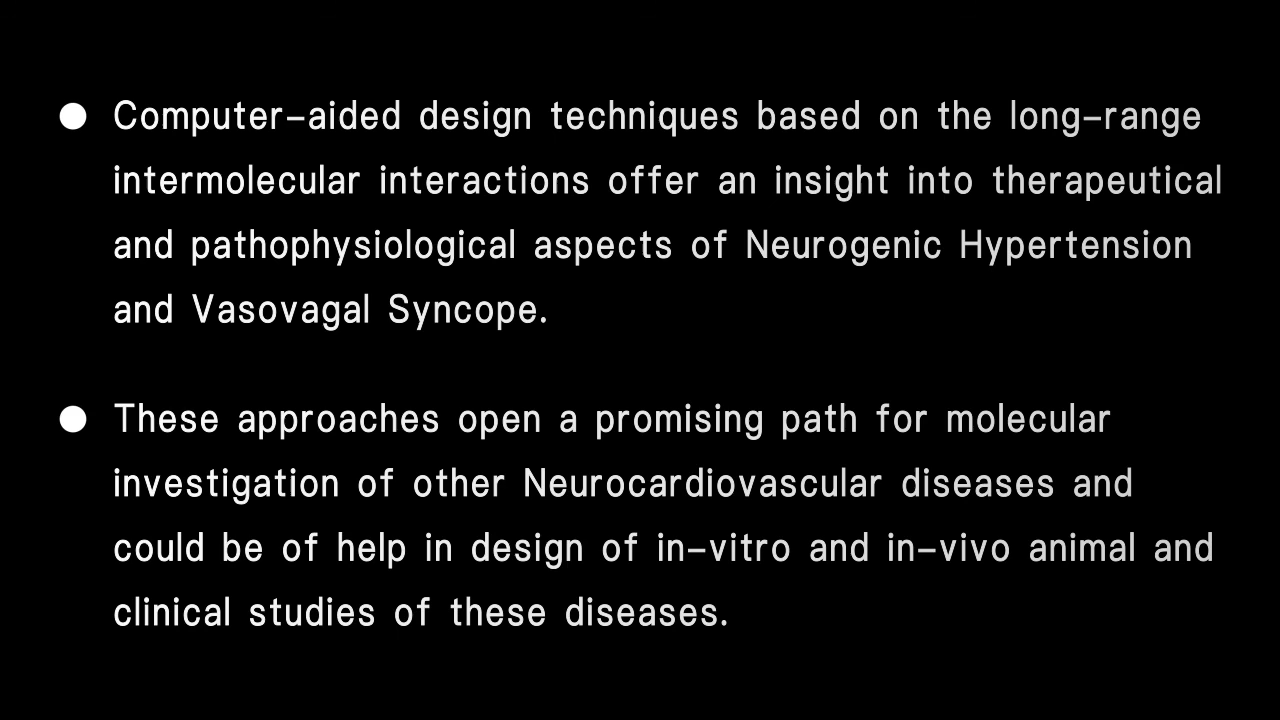 ● Computer-aided design techniques based on the long-range
intermolecular interactions offer an insight into therapeutical
and pathophysiological aspects of Neurogenic Hypertension
and Vasovagal Syncope.
● These approaches open a promising path for molecular
investigation of other Neurocardiovascular diseases and
could be of help in design of in-vitro and in-vivo animal and
clinical studies of these diseases.